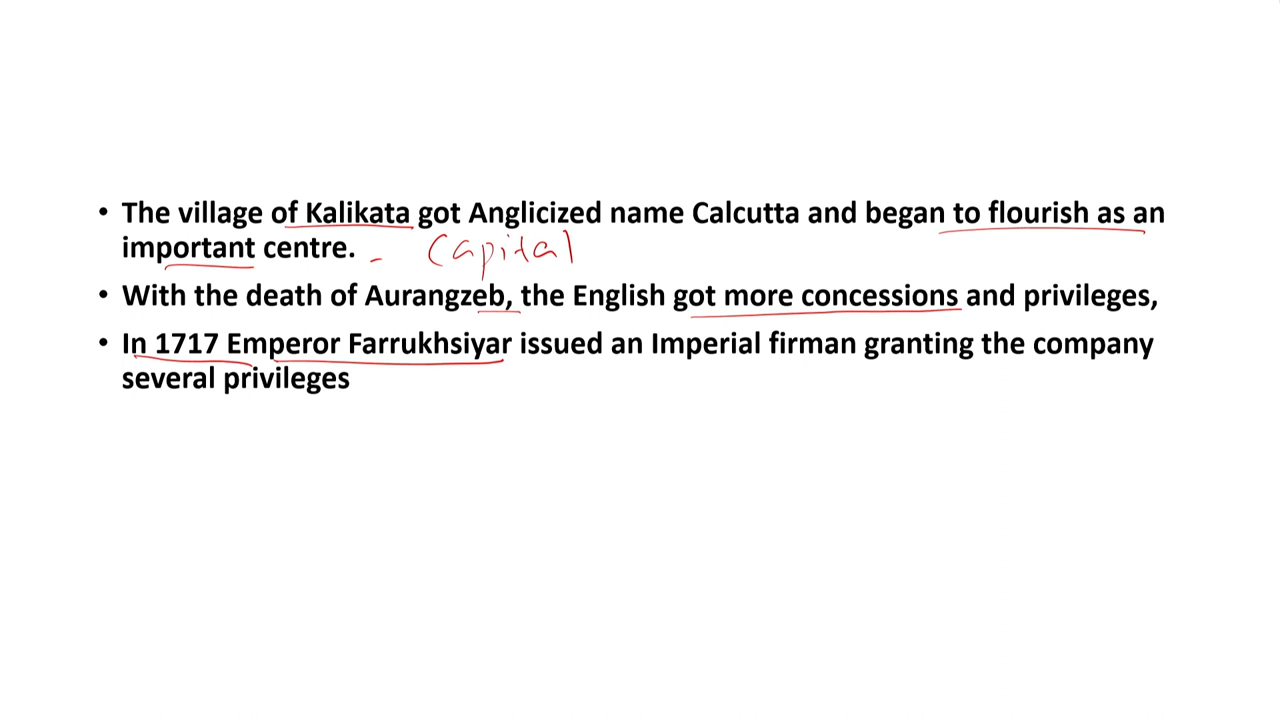 • The village of Kalikata got Anglicized name Calcutta and began to flourish as an
important centre. - Capital
• With the death of Aurangzeb, the English got more concessions and privileges,
• In 1717 Emperor Farrukhsiyar issued an Imperial firman granting the company
several privileges